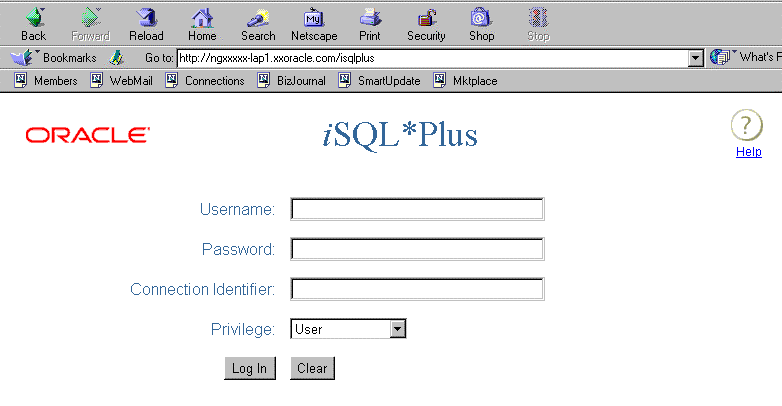 Back Forward Reload Home Search Netscape Print Security Shop Stop
My
Bookmarks Go to: http://ngxxxxx-lap1.xxoracle.com/isqlplus What's F
Members WebMail Connections BizJournal SmartUpdate Mktplace
ORACLE® iSQL*Plus ?
Help
Username:
Password:
Connection Identifier:
Privilege: User
Log In Clear